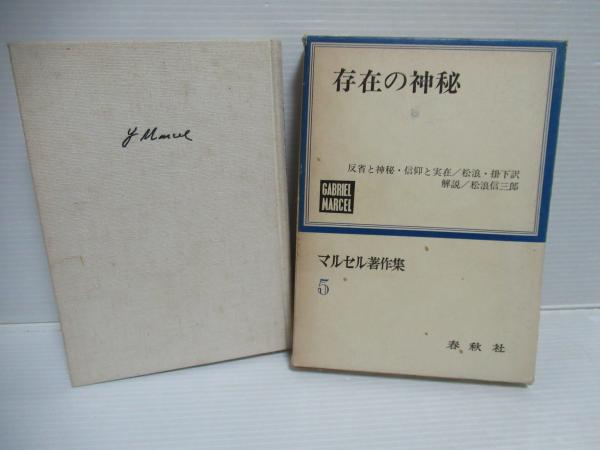 G Marcel
存在の神秘
反省と神秘・信仰と実在／松浪・掛下訳
解説／松浪信三郎
GABRIEL
MARCEL
マルセル著作集
5
春秋社